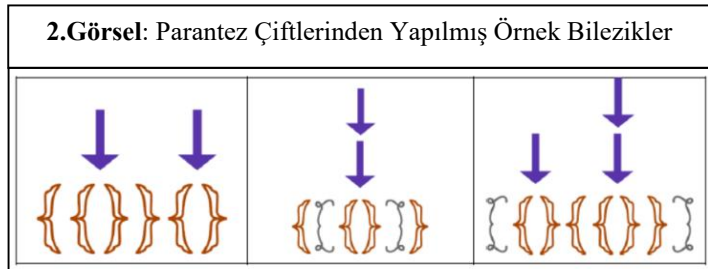 2.Görsel: Parantez Çiftlerinden Yapılmış Örnek Bilezikler
{ { } } { }
{ { { } } }
{ { } { { } } }